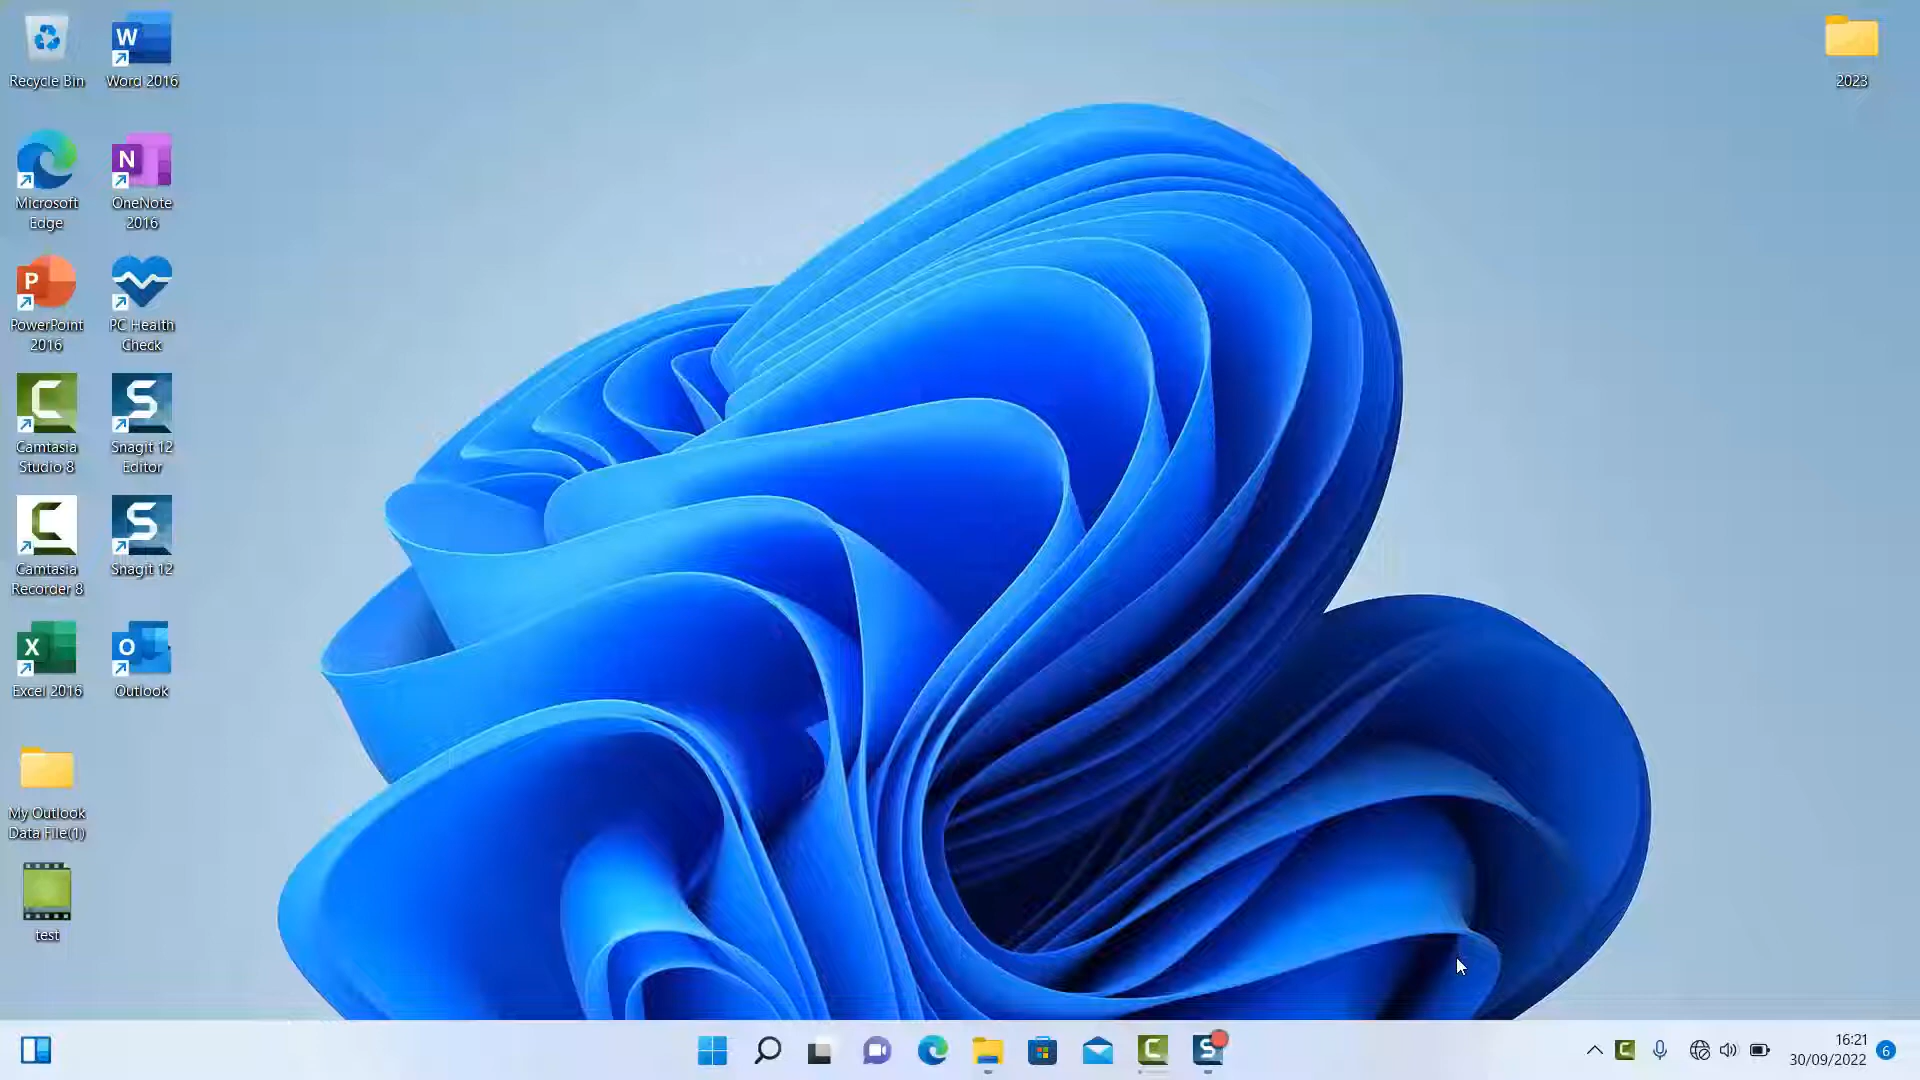 Recycle Bin
Word 2016
2023
Microsoft
Edge
OneNote
2016
PowerPoint
2016
PC Health
Check
Camtasia
Studio 8
Snagit 12
Editor
Camtasia
Recorder 8
Snagit 12
Excel 2016
Outlook
My Outlook
Data File(1)
test
16:21
30/09/2022
6